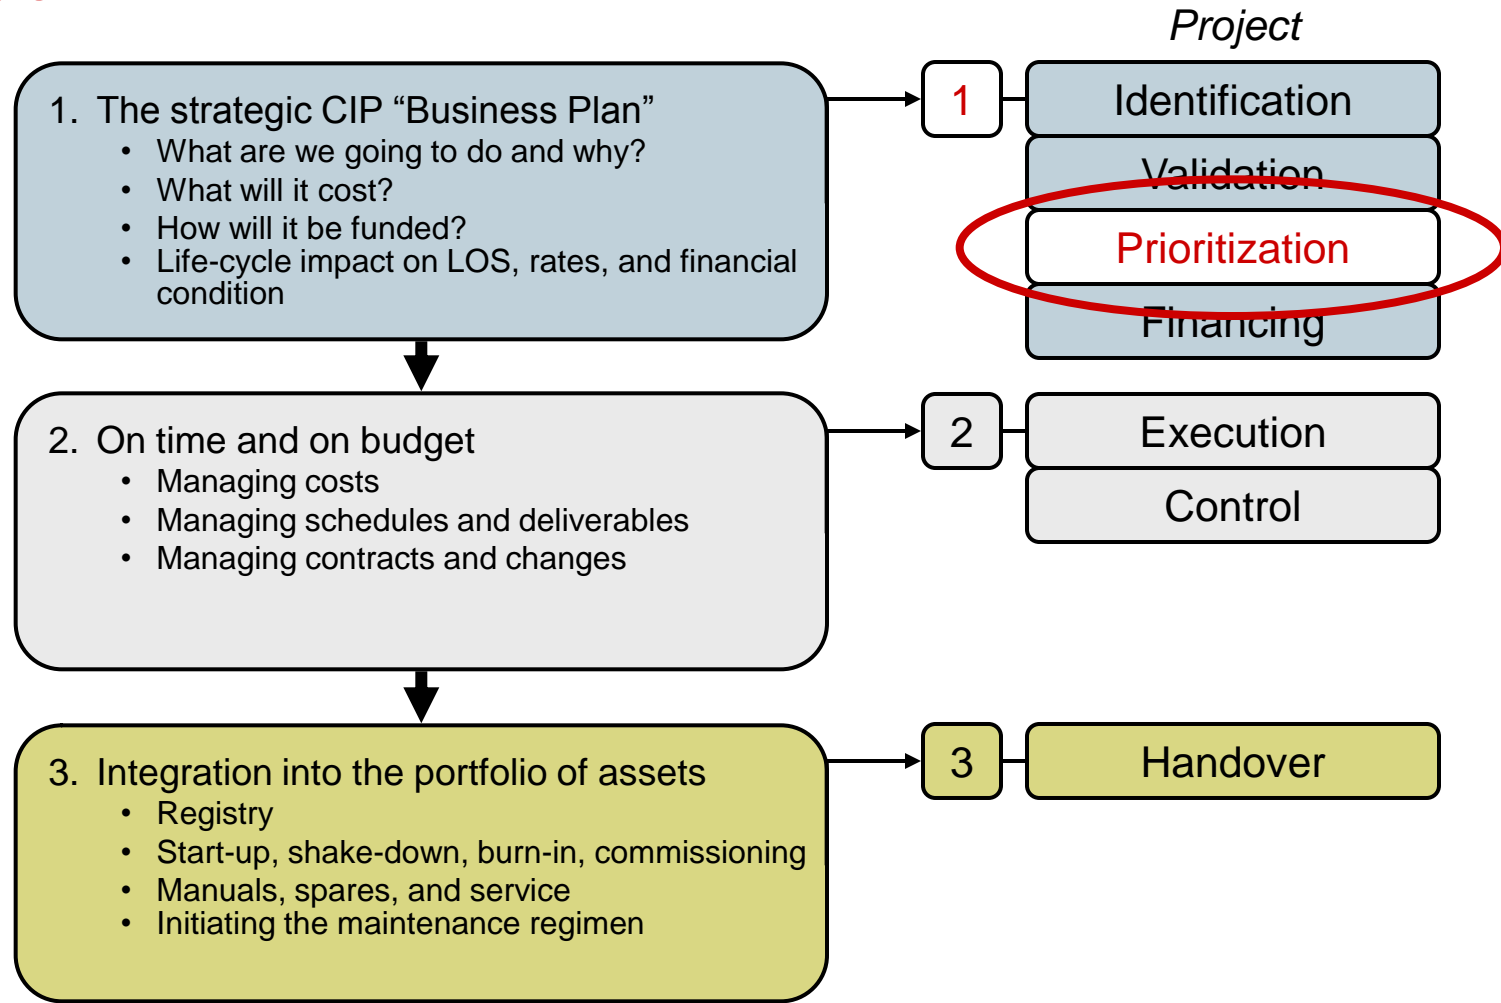 Project
1. The strategic CIP “Business Plan”
• What are we going to do and why?
• What will it cost?
• How will it be funded?
• Life-cycle impact on LOS, rates, and financial
condition
1
Identification
Validation
Prioritization
Financing
2. On time and on budget
• Managing costs
• Managing schedules and deliverables
• Managing contracts and changes
2
Execution
Control
3. Integration into the portfolio of assets
• Registry
• Start-up, shake-down, burn-in, commissioning
• Manuals, spares, and service
• Initiating the maintenance regimen
3
Handover